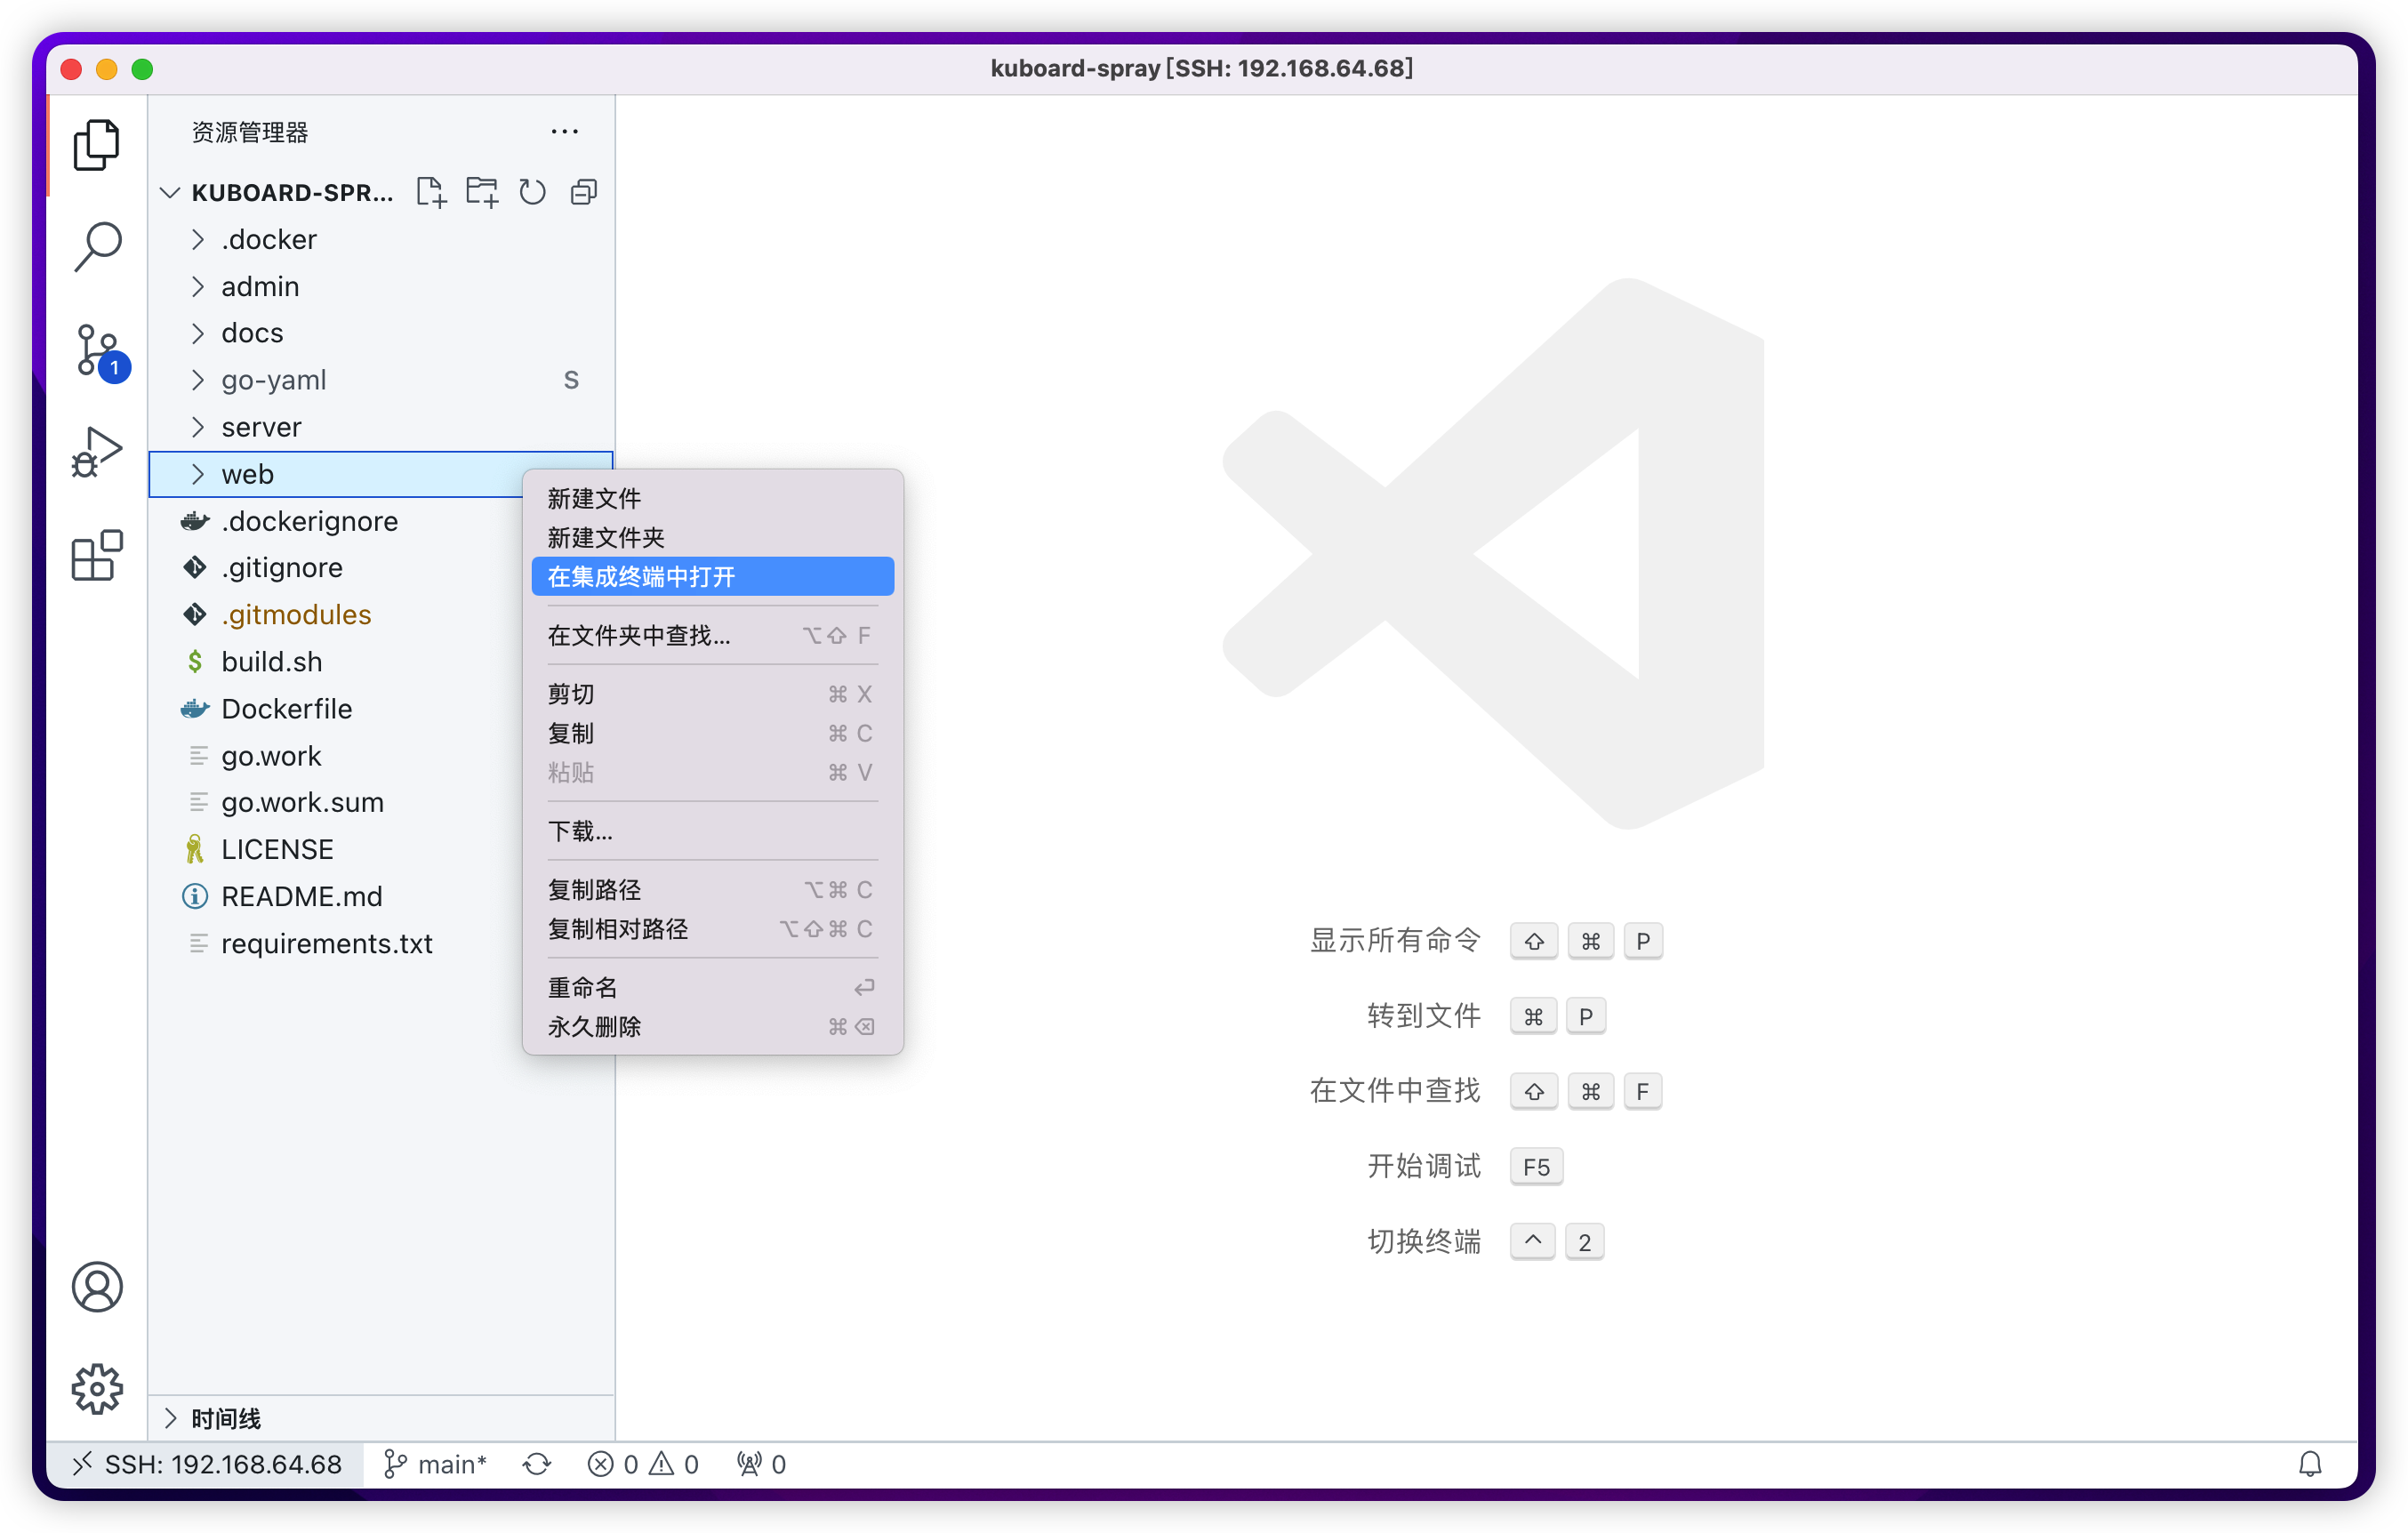 kuboard-spray [SSH: 192.168.64.68]
资源管理器
KUBOARD-SPR...
.docker
admin
docs
1
go-yaml S
server
web
.dockerignore
.gitignore
.gitmodules
build.sh
Dockerfile
go.work
go.work.sum
LICENSE
README.md
requirements.txt
新建文件
新建文件夹
在集成终端中打开
在文件夹中查找... ⌥⇧ F
剪切 ⌘ X
复制 ⌘ C
粘贴 ⌘ V
下载...
复制路径 ⌥⌘ C
复制相对路径 ⌥⇧⌘ C
重命名 ↩
永久删除 ⌘⌫
显示所有命令 ⇧ ⌘ P
转到文件 ⌘ P
在文件中查找 ⇧ ⌘ F
开始调试 F5
切换终端 ^ 2
时间线
SSH: 192.168.64.68 main* 0 0 0